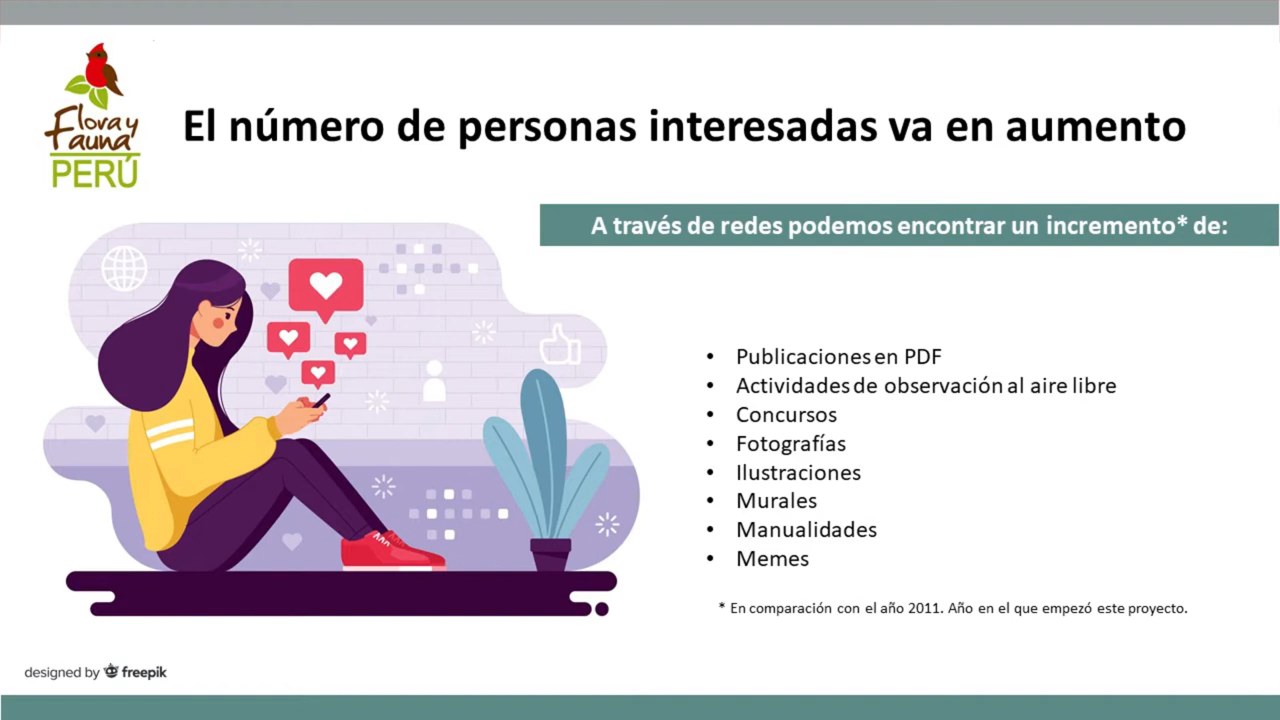 Flora y
Fauna
PERÚ
El número de personas interesadas va en aumento
A través de redes podemos encontrar un incremento* de:
• Publicaciones en PDF
• Actividades de observación al aire libre
• Concursos
• Fotografías
• Ilustraciones
• Murales
• Manualidades
• Memes
* En comparación con el año 2011. Año en el que empezó este proyecto.
designed by freepik